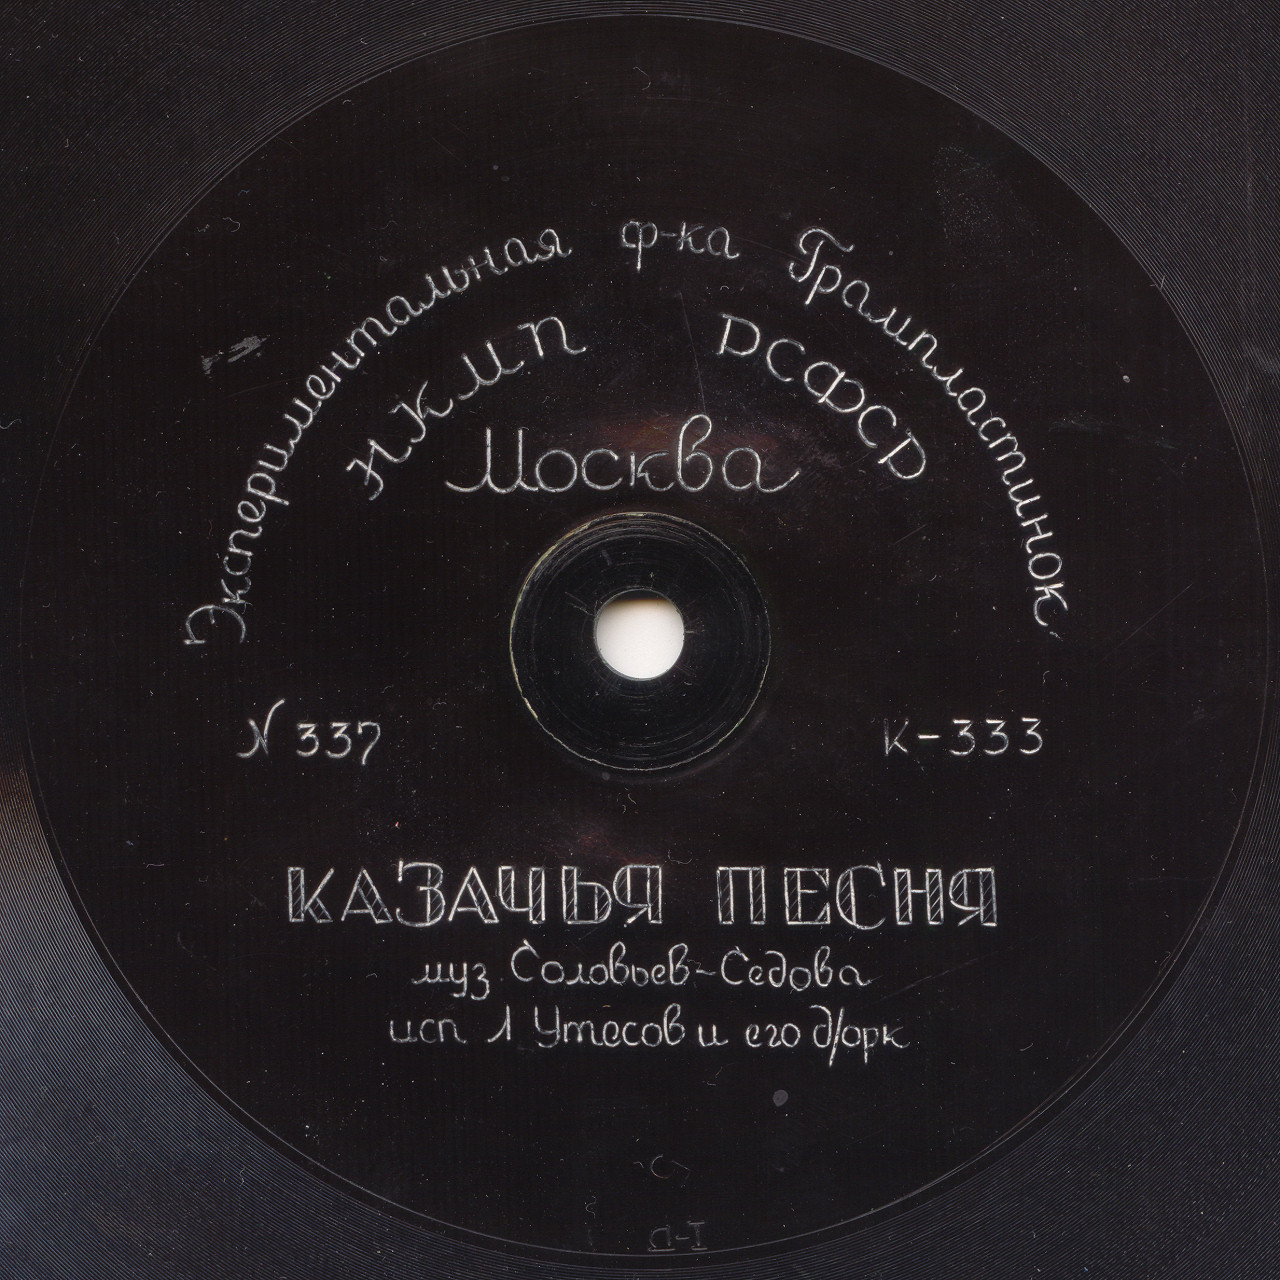 Экспериментальная ф-ка Грампластинок
НКМП РСФСР
Москва
N 337
К-333
КАЗАЧЬЯ ПЕСНЯ
муз Соловьев-Седова
исп Л Утесов и его д/орк